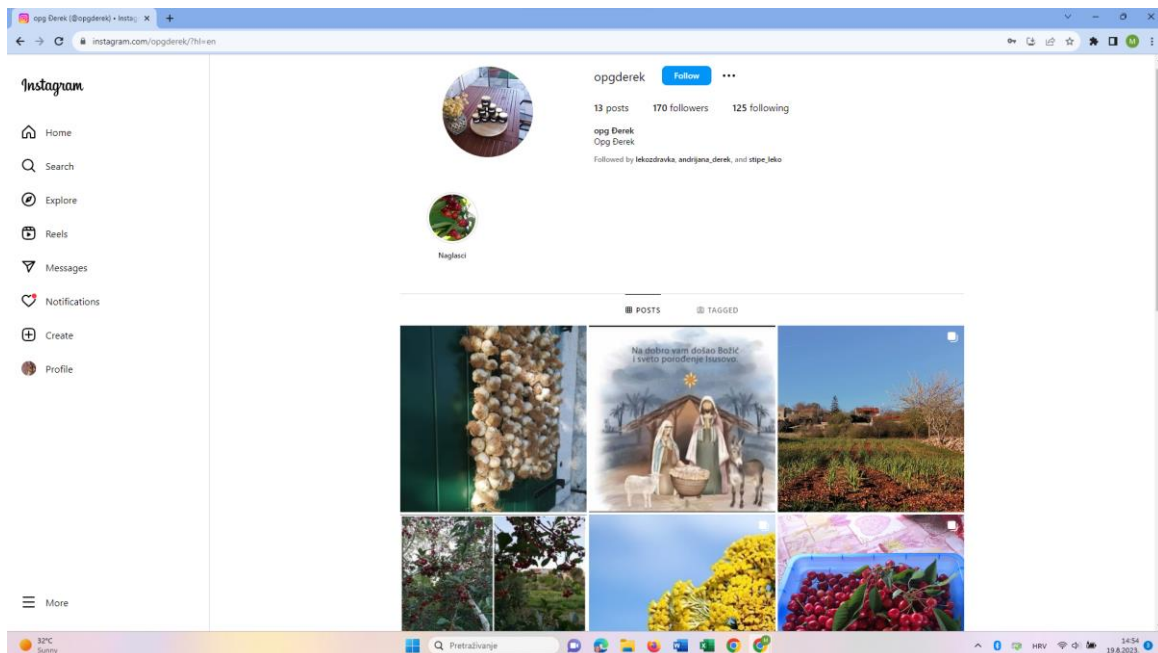 opg Đerek (@opgderek) • Instag
instagram.com/opgderek/?hl=en
M
Instagram
Home
Search
Explore
Reels
Messages
Notifications
Create
Profile
More
opgderek
Follow
13 posts 170 followers 125 following
opg Đerek
Opg Đerek
Followed by lekozdravka, andrijana_derek, and stipe_leko
Naglasci
POSTS TAGGED
Na dobro vam došao Božić
i sveto porođenje Isusovo.
32°C
Sunny
Pretraživanje
HRV
14:54
19.8.2023.